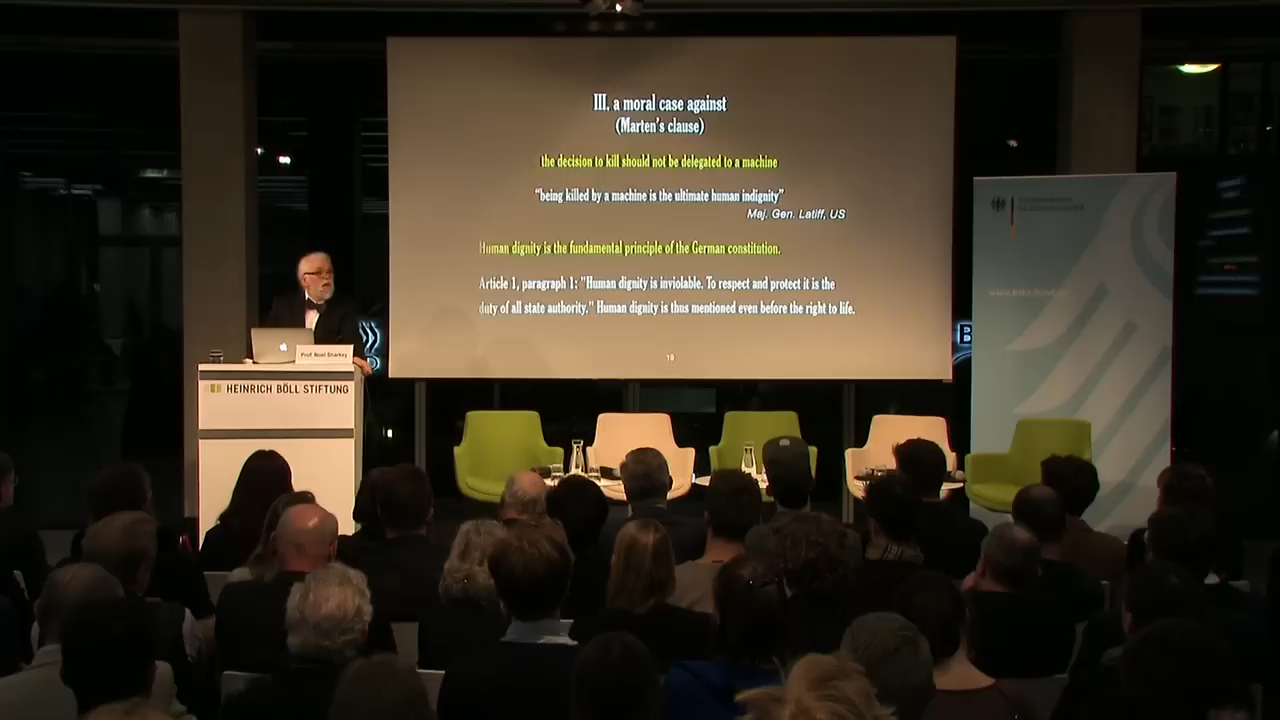 III. a moral case against
(Marten's clause)
the decision to kill should not be delegated to a machine
“being killed by a machine is the ultimate human indignity”
Maj. Gen. Latiff, US
Human dignity is the fundamental principle of the German constitution.
Article 1, paragraph 1: "Human dignity is inviolable. To respect and protect it is the
duty of all state authority." Human dignity is thus mentioned even before the right to life.
19
Prof. Noel Sharkey
HEINRICH BÖLL STIFTUNG